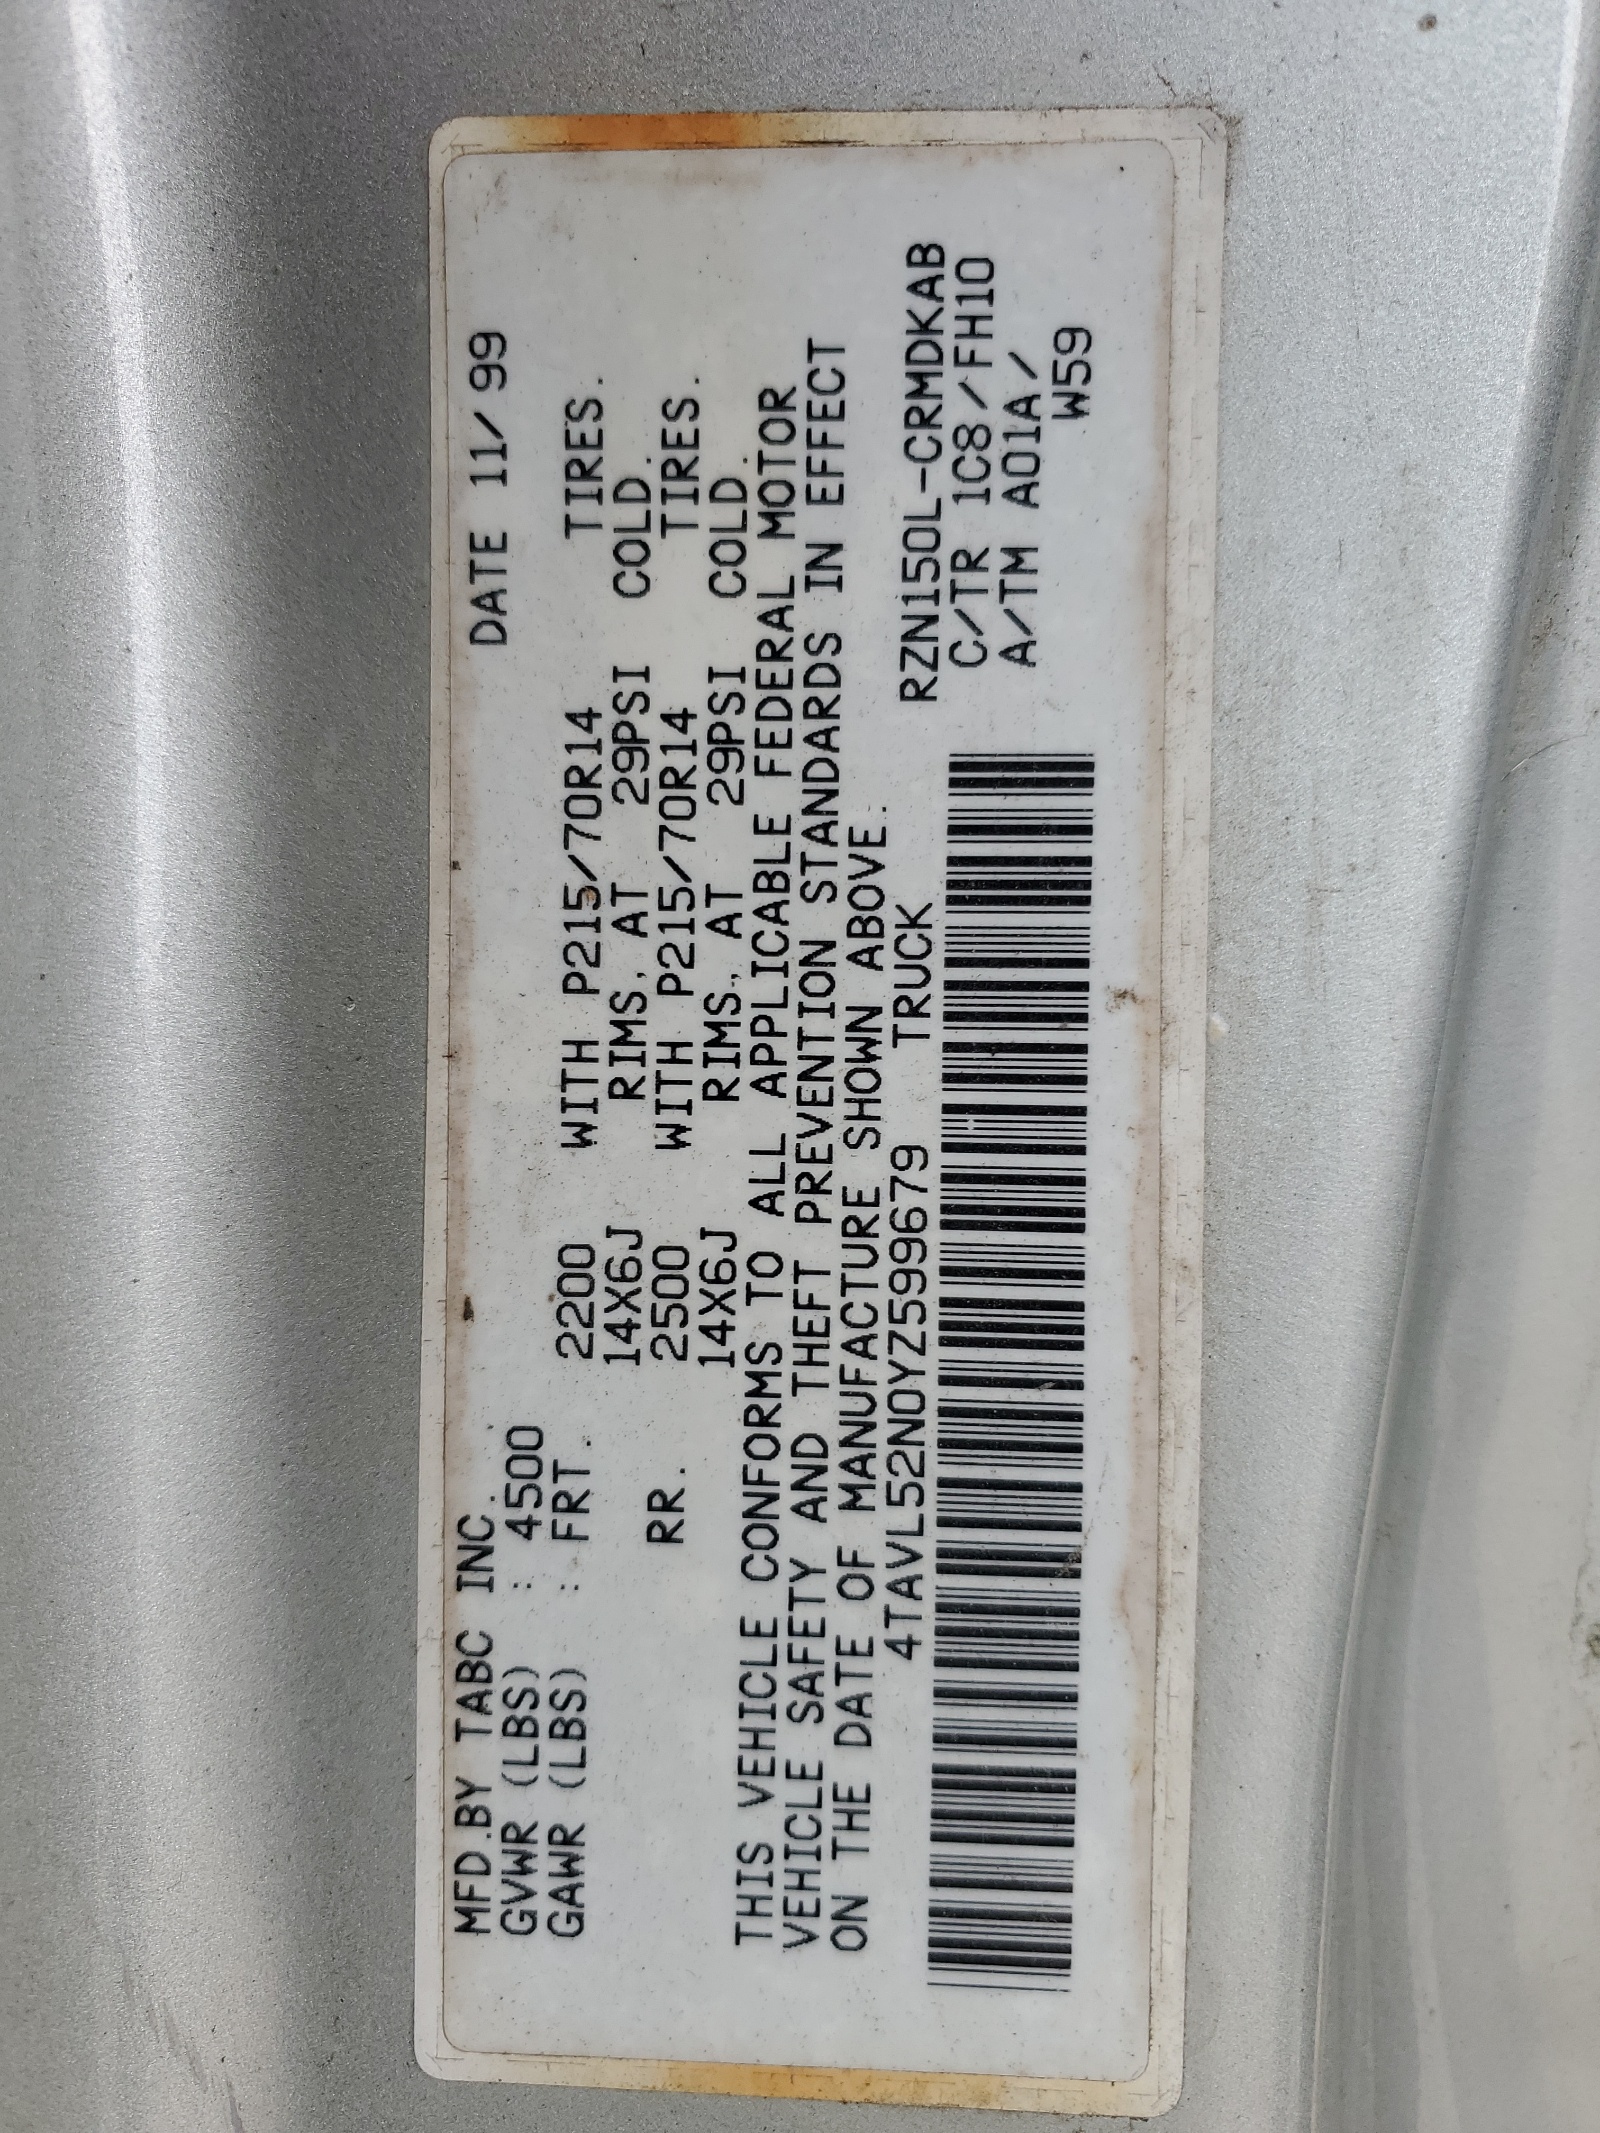 MFD.BY TABC INC. DATE 11/99
GVWR (LBS) : 4500
GAWR (LBS) : FRT. 2200 WITH P215/70R14 TIRES.
14X6J RIMS, AT 29PSI COLD.
RR. 2500 WITH P215/70R14 TIRES.
14X6J RIMS, AT 29PSI COLD.
THIS VEHICLE CONFORMS TO ALL APPLICABLE FEDERAL MOTOR
VEHICLE SAFETY AND THEFT PREVENTION STANDARDS IN EFFECT
ON THE DATE OF MANUFACTURE SHOWN ABOVE.
4TAVL52N0YZ599679 TRUCK
RZN150L-CRMDKAB
C/TR 1C8/FH10
A/TM A01A/
W59